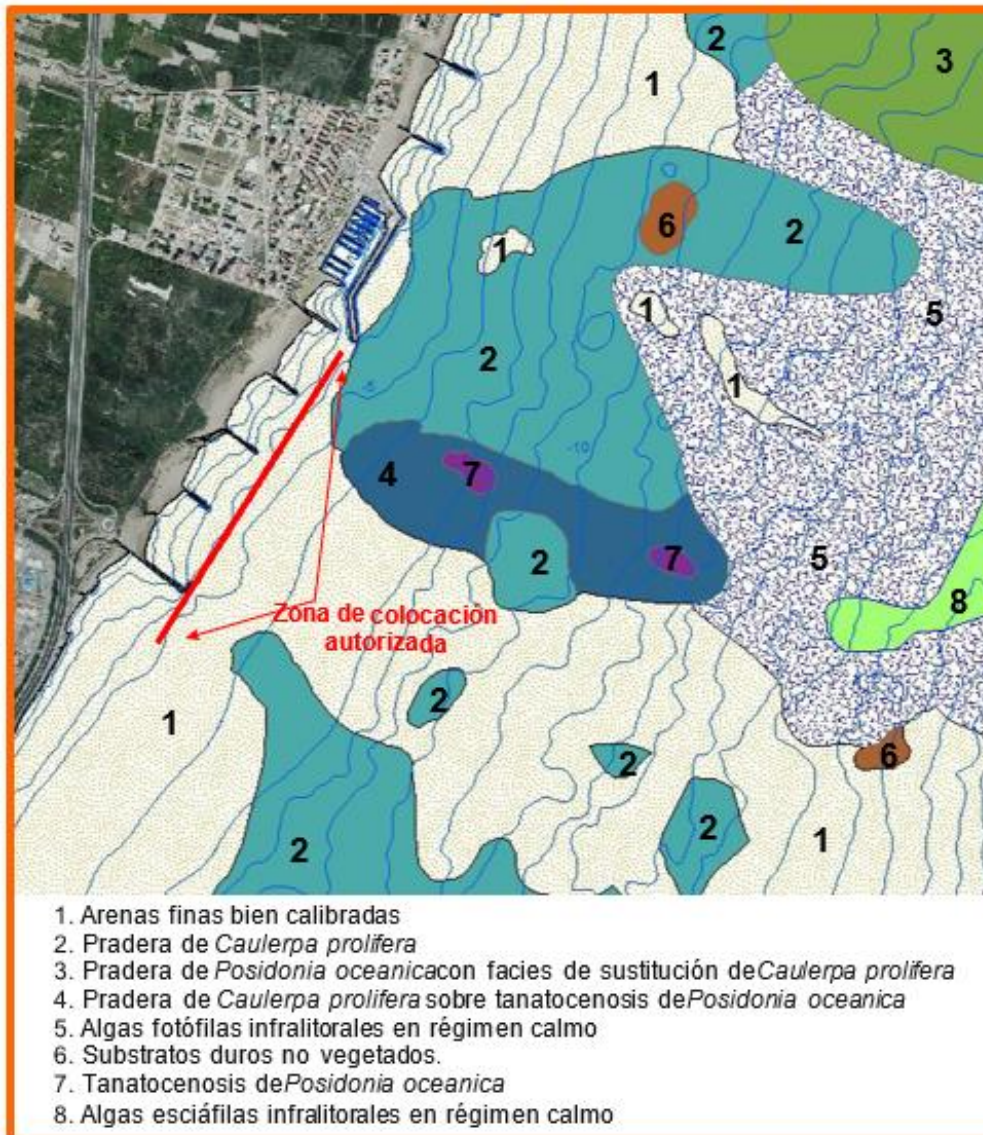 2
3
1
6
2
1
1
5
2
1
4
7
7
2
5
8
-5
-10
Zona de colocación
autorizada
1
2
2
6
2
2
1
1. Arenas finas bien calibradas
2. Pradera de Caulerpa prolifera
3. Pradera de Posidonia oceanicacon facies de sustitución deCaulerpa prolifera
4. Pradera de Caulerpa prolifera sobre tanatocenosis dePosidonia oceanica
5. Algas fotófilas infralitorales en régimen calmo
6. Substratos duros no vegetados.
7. Tanatocenosis dePosidonia oceanica
8. Algas esciáfilas infralitorales en régimen calmo